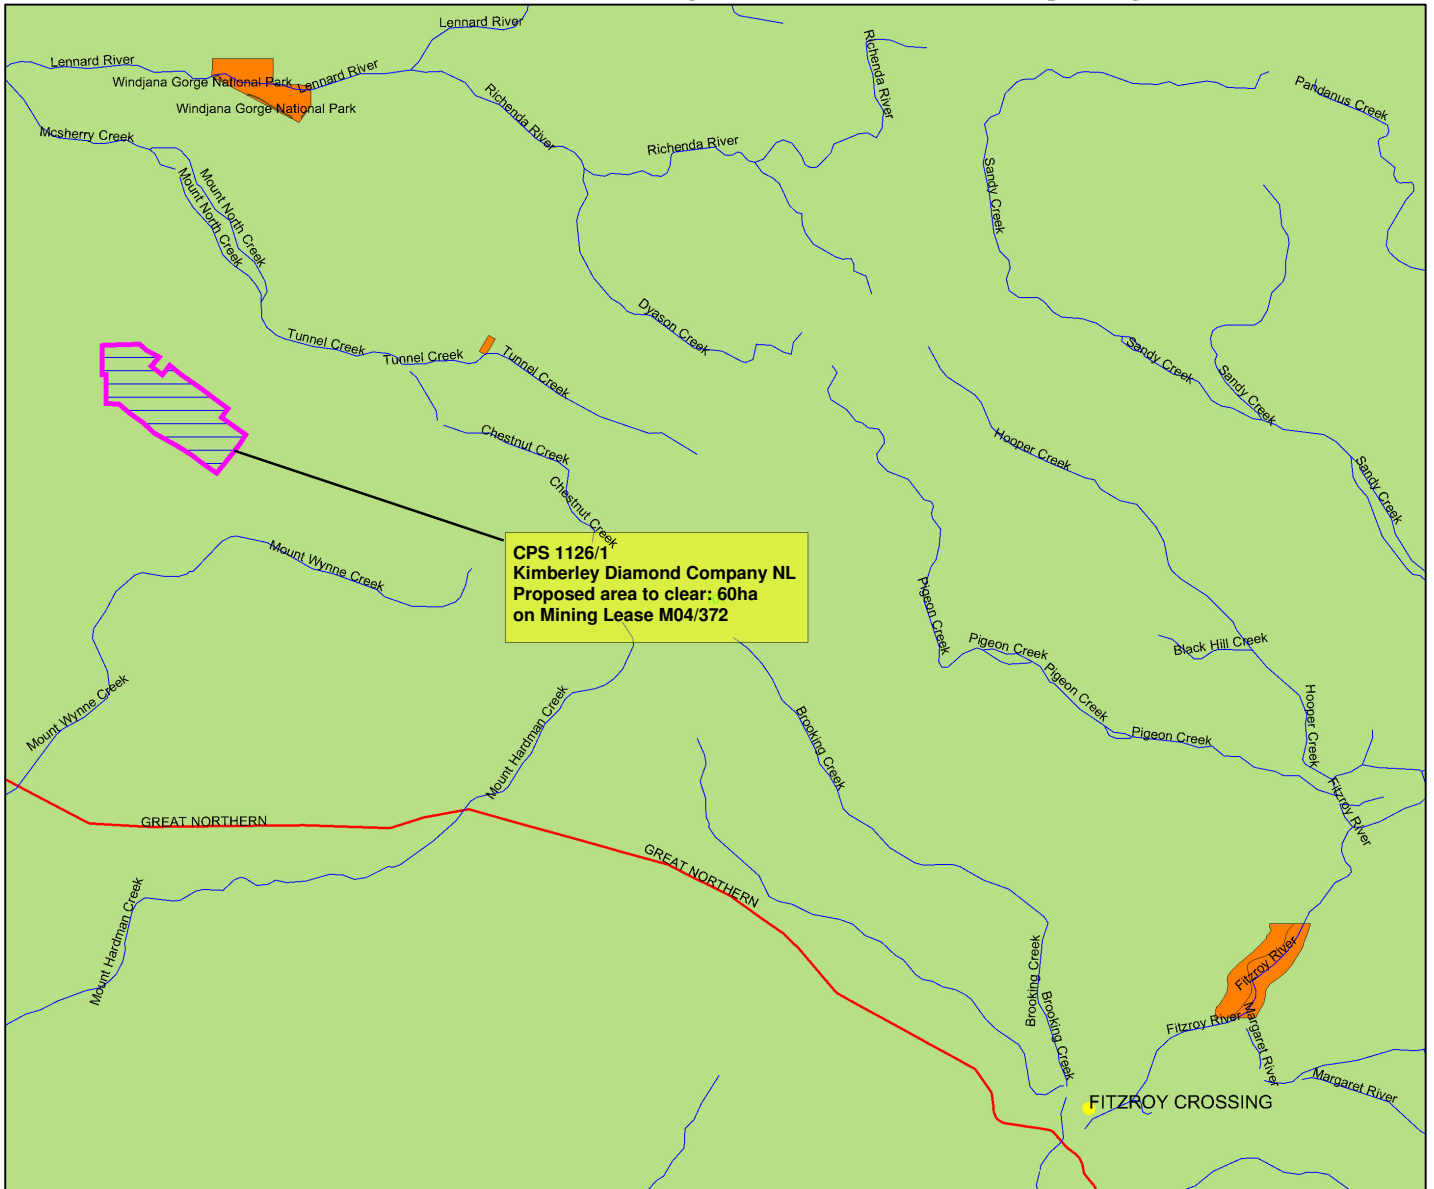 Lennard River
Lennard River
Windjana Gorge National Park
Lennard River
Windjana Gorge National Park
Richenda River
Richenda River
Richenda River
Pandanus Creek
Mcsherry Creek
Mount North Creek
Mount North Creek
Sandy Creek
Tunnel Creek
Tunnel Creek
Tunnel Creek
Dyason Creek
Sandy Creek
Sandy Creek
Sandy Creek
Chestnut Creek
Chestnut Creek
Hooper Creek
Mount Wynne Creek
CPS 1126/1
Kimberley Diamond Company NL
Proposed area to clear: 60ha
on Mining Lease M04/372
Pigeon Creek
Pigeon Creek
Black Hill Creek
Pigeon Creek
Pigeon Creek
Hooper Creek
Mount Wynne Creek
Mount Hardman Creek
Brooking Creek
Fitzroy River
GREAT NORTHERN
GREAT NORTHERN
Mount Hardman Creek
Brooking Creek
Brooking Creek
Fitzroy River
Fitzroy River
Margaret River
Margaret River
FITZROY CROSSING